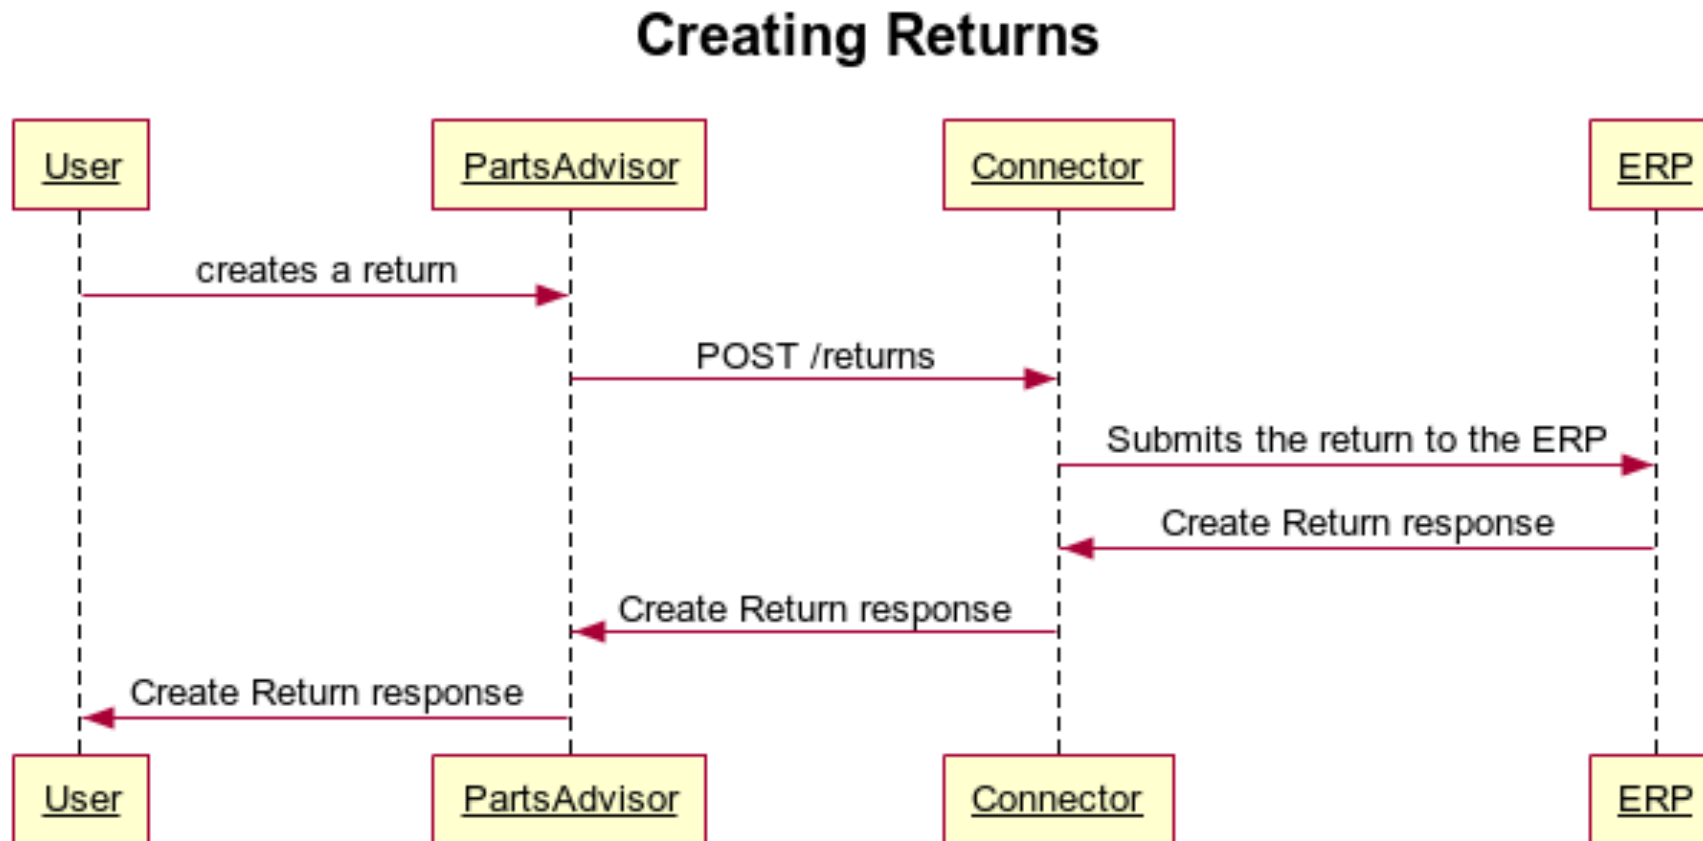 Creating Returns
User PartsAdvisor Connector ERP
creates a return
POST /returns
Submits the return to the ERP
Create Return response
Create Return response
Create Return response
User PartsAdvisor Connector ERP